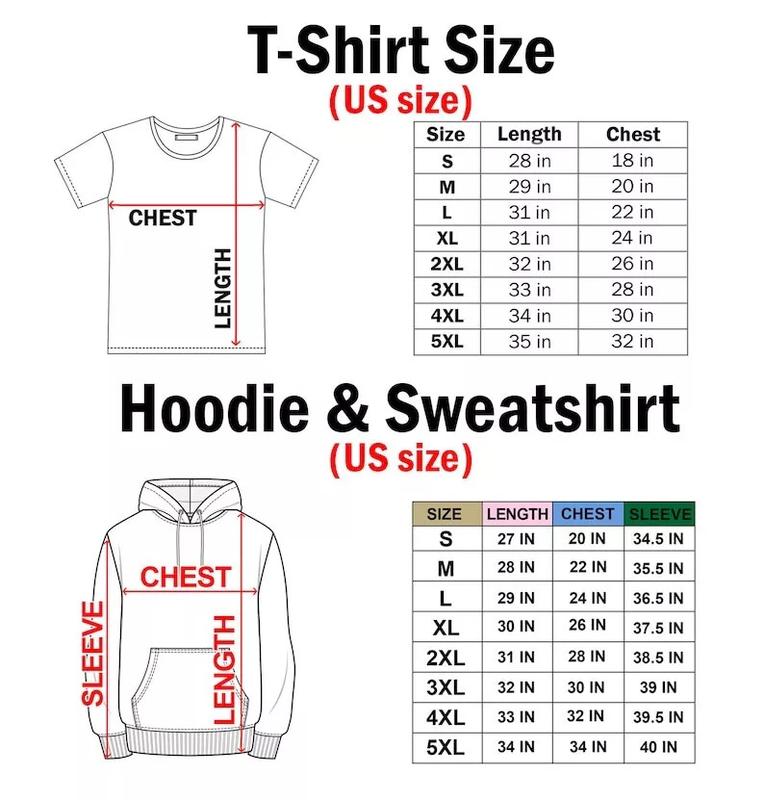 T-Shirt Size
(US size)
CHEST
LENGTH
Size Length Chest
S 28 in 18 in
M 29 in 20 in
L 31 in 22 in
XL 31 in 24 in
2XL 32 in 26 in
3XL 33 in 28 in
4XL 34 in 30 in
5XL 35 in 32 in
Hoodie & Sweatshirt
(US size)
CHEST
SLEEVE
LENGTH
SIZE LENGTH CHEST SLEEVE
S 27 IN 20 IN 34.5 IN
M 28 IN 22 IN 35.5 IN
L 29 IN 24 IN 36.5 IN
XL 30 IN 26 IN 37.5 IN
2XL 31 IN 28 IN 38.5 IN
3XL 32 IN 30 IN 39 IN
4XL 33 IN 32 IN 39.5 IN
5XL 34 IN 34 IN 40 IN